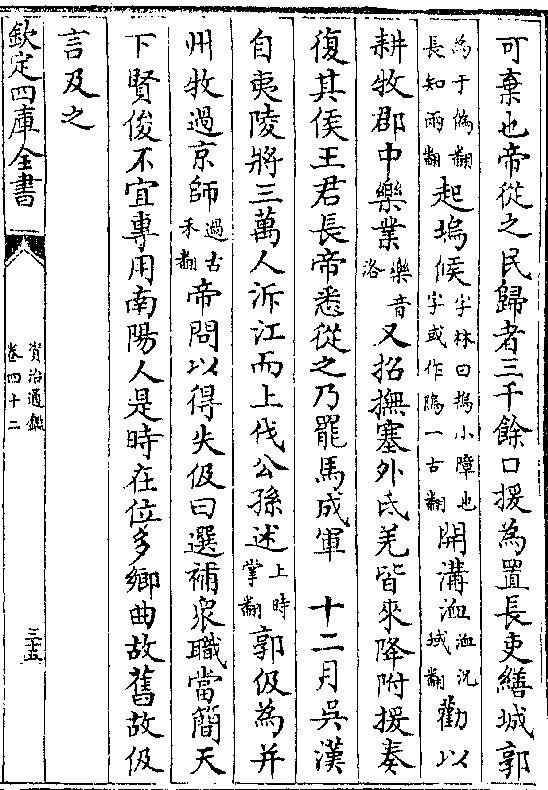 可棄也帝從之民歸者三千餘口援為置長吏繕城郭
為于偽翻
長知兩翻
起塢候
字林曰塢小障也
字或作隖一古翻
開溝洫
洫況
域翻
勸以
耕牧郡中樂業
樂音
洛
又招撫塞外氐羌皆來降附援奏
復其侯王君長帝悉從之乃罷馬成軍 十二月吳漢
自夷陵將三萬人泝江而上伐公孫述
上時
掌翻
郭伋為并
州牧過京師
過古
禾翻
帝問以得失伋曰選補眾職當簡天
下賢俊不宜專用南陽人是時在位多鄉曲故舊故伋
言及之
欽定四庫全書
資治通鑑
卷四十二
三五